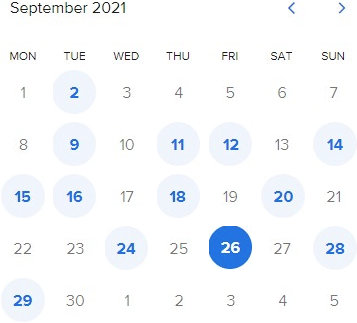 September 2021
MON TUE WED THU FRI SAT SUN
1 2 3 4 5 6 7
8 9 10 11 12 13 14
15 16 17 18 19 20 21
22 23 24 25 26 27 28
29 30 1 2 3 4 5